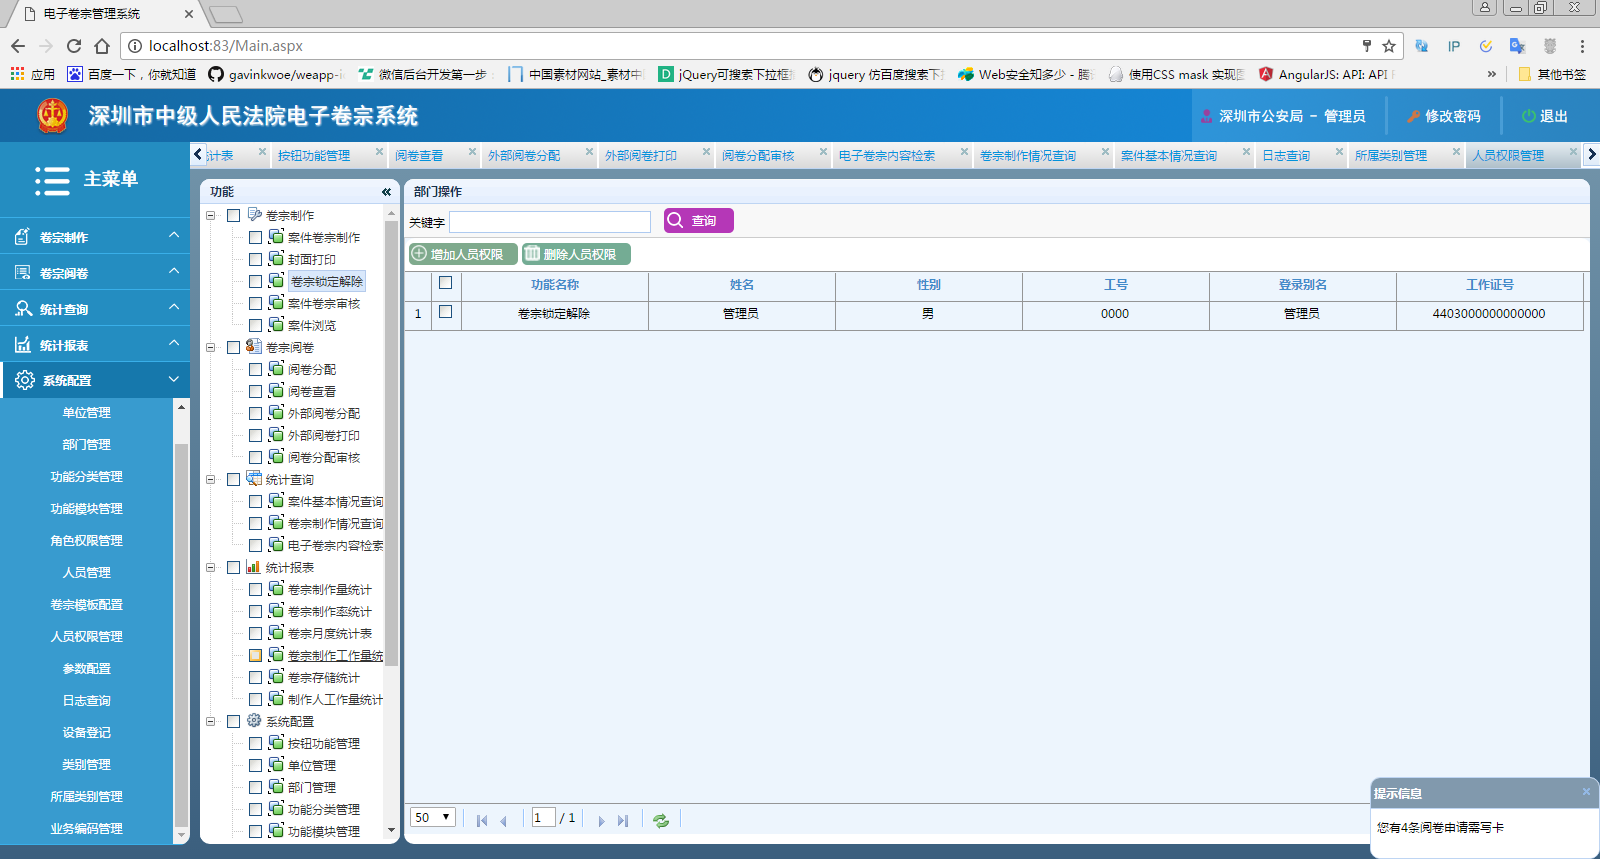 电子卷宗管理系统
localhost:83/Main.aspx
IP
应用 百度一下，你就知道 gavinkwoe/weapp-i 微信后台开发第一步 中国素材网站_素材中 jQuery可搜索下拉框 jquery 仿百度搜索下 Web安全知多少 - 腾 使用CSS mask 实现 AngularJS: API: API » 其他书签
深圳市中级人民法院电子卷宗系统
深圳市公安局 - 管理员 修改密码 退出
计表 按钮功能管理 阅卷查看 外部阅卷分配 外部阅卷打印 阅卷分配审核 电子卷宗内容检索 卷宗制作情况查询 案件基本情况查询 日志查询 所属类别管理 人员权限管理
主菜单
卷宗制作
卷宗阅卷
统计查询
统计报表
系统配置
单位管理
部门管理
功能分类管理
功能模块管理
角色权限管理
人员管理
卷宗模板配置
人员权限管理
参数配置
日志查询
设备登记
类别管理
所属类别管理
业务编码管理
功能
卷宗制作
案件卷宗制作
封面打印
卷宗锁定解除
案件卷宗审核
案件浏览
卷宗阅卷
阅卷分配
阅卷查看
外部阅卷分配
外部阅卷打印
阅卷分配审核
统计查询
案件基本情况查询
卷宗制作情况查询
电子卷宗内容检索
统计报表
卷宗制作量统计
卷宗制作率统计
卷宗月度统计表
卷宗制作工作量统
卷宗存储统计
制作人工作量统计
系统配置
按钮功能管理
单位管理
部门管理
功能分类管理
功能模块管理
部门操作
关键字 查询
增加人员权限 删除人员权限
功能名称 姓名 性别 工号 登录别名 工作证号
1 卷宗锁定解除 管理员 男 0000 管理员 4403000000000000
50 1 / 1
提示信息
您有4条阅卷申请需写卡